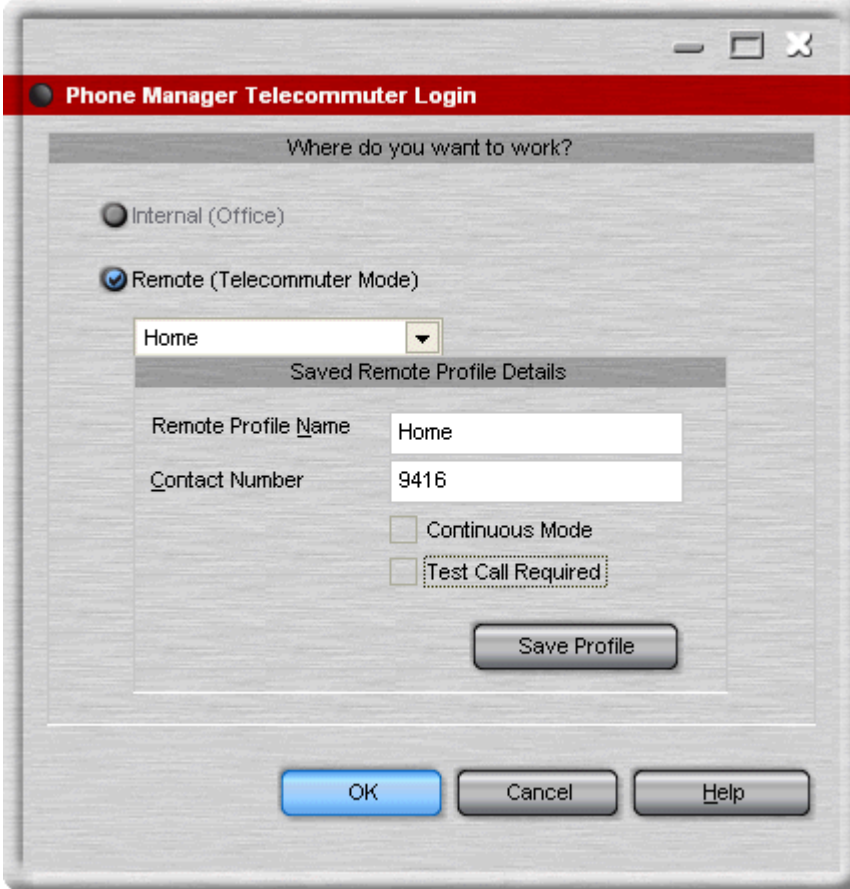 Phone Manager Telecommuter Login
Where do you want to work?
Internal (Office)
Remote (Telecommuter Mode)
Home
Saved Remote Profile Details
Remote Profile Name Home
Contact Number 9416
Continuous Mode
Test Call Required
Save Profile
OK Cancel Help